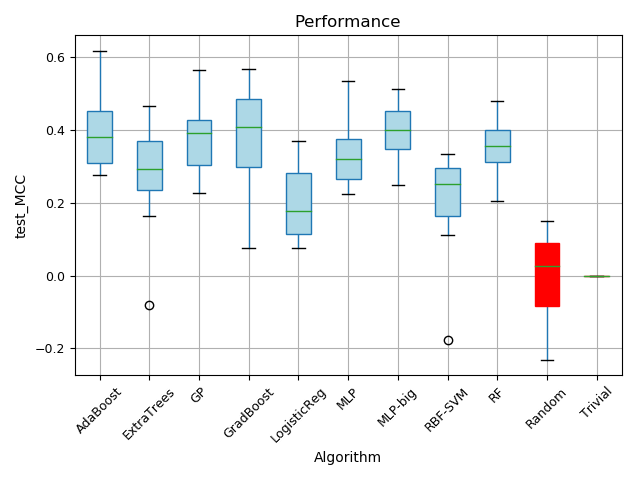 Performance
test_MCC
0.6
0.4
0.2
0.0
−0.2
AdaBoost
ExtraTrees
GP
GradBoost
LogisticReg
MLP
MLP-big
RBF-SVM
RF
Random
Trivial
Algorithm